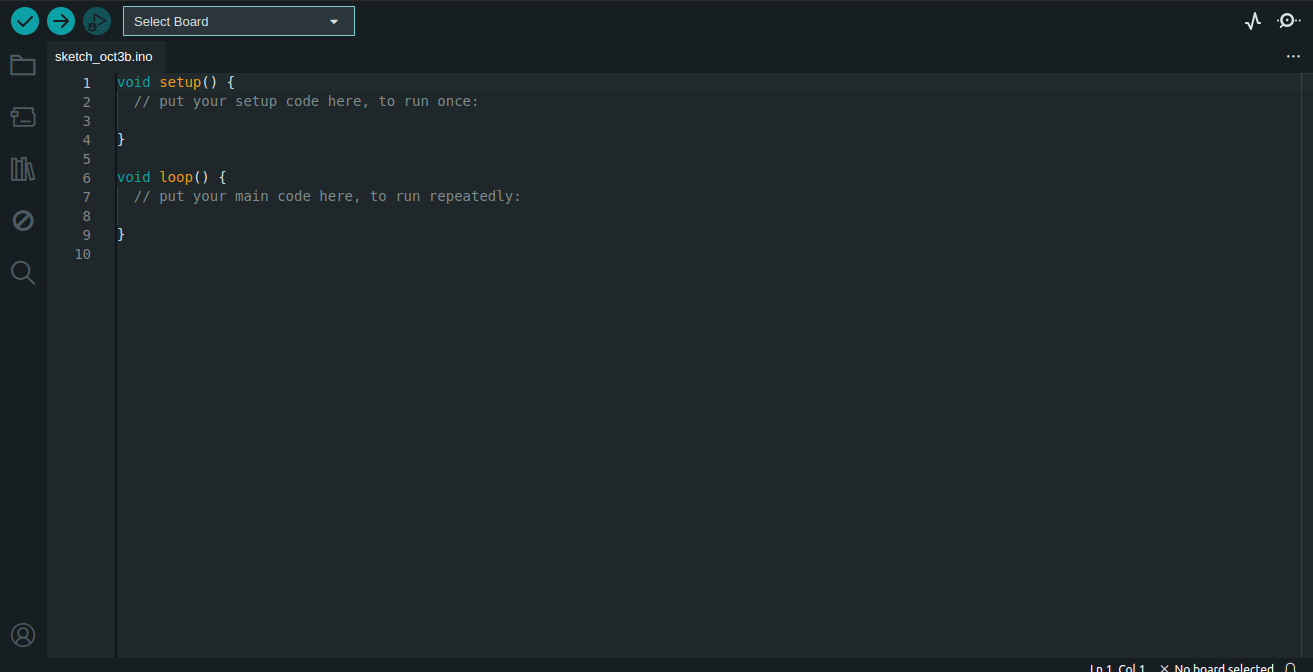 Select Board
sketch_oct3b.ino
1 void setup() {
2   // put your setup code here, to run once:
3
4 }
5
6 void loop() {
7   // put your main code here, to run repeatedly:
8
9 }
10
Ln 1, Col 1 × No board selected